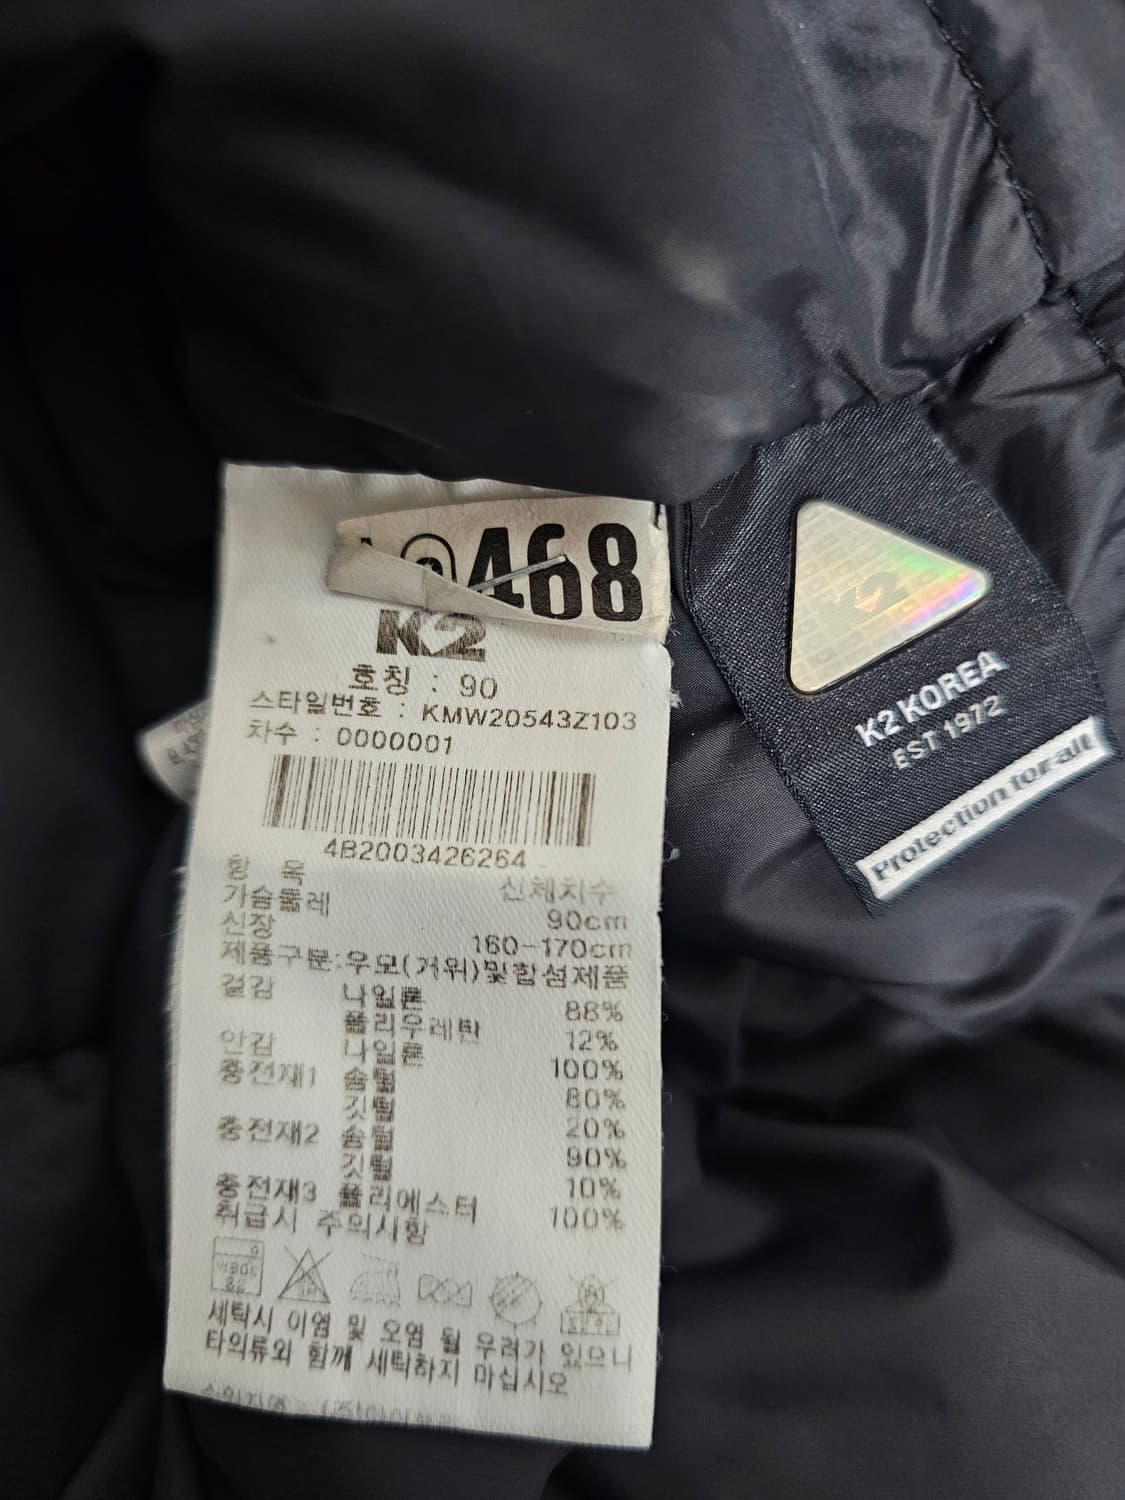 468
K2
호칭 : 90
스타일번호 : KMW20543Z103
차수 : 0000001
4B2003426264
항 목 신체치수
가슴둘레 90cm
신장 160-170cm
제품구분:우모(거위)및합성제품
겉감 나일론 88%
폴리우레탄 12%
안감 나일론 100%
충전재1 솜털 80%
깃털 20%
충전재2 솜털 90%
깃털 10%
충전재3 폴리에스터 100%
취급시 주의사항
세탁시 이염 및 오염 될 우려가 있으니
타의류와 함께 세탁하지 마십시오
K2 KOREA
EST 1972
Protection for all